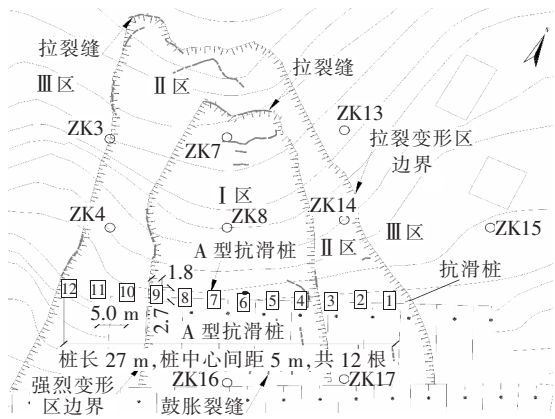 拉裂缝
Ⅲ区
Ⅱ区
拉裂缝
ZK3
ZK7
ZK13
拉裂变形区
边界
Ⅰ区
ZK4
ZK8
ZK14
Ⅱ区
Ⅲ区
ZK15
A 型抗滑桩
抗滑桩
1.8
12 11 10 9 8 7 6 5 4 3 2 1
5.0 m
2.7
A 型抗滑桩
桩长 27 m,桩中心间距 5 m,共 12 根
强烈变形
区边界
ZK16
鼓胀裂缝
ZK17